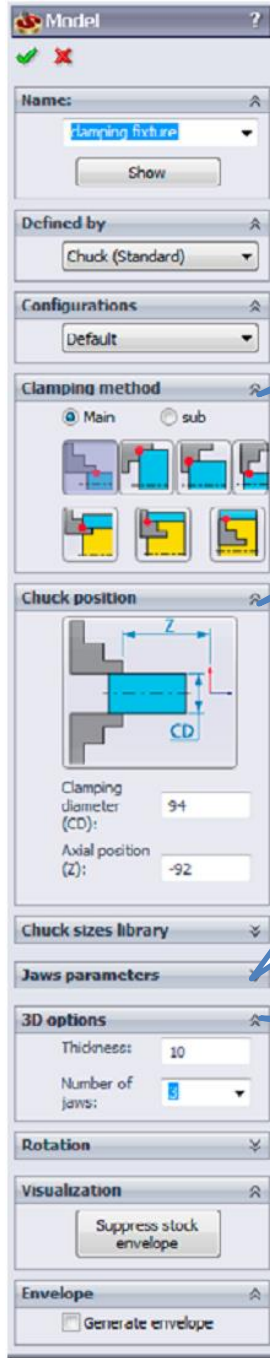 Model ?
Name:
clamping fixture
Show
Defined by
Chuck (Standard)
Configurations
Default
Clamping method
Main sub
Chuck position
Z
CD
Clamping
diameter
(CD):
94
Axial position
(Z):
-92
Chuck sizes library
Jaws parameters
3D options
Thickness:
10
Number of
jaws:
3
Rotation
Visualization
Suppress stock
envelope
Envelope
Generate envelope